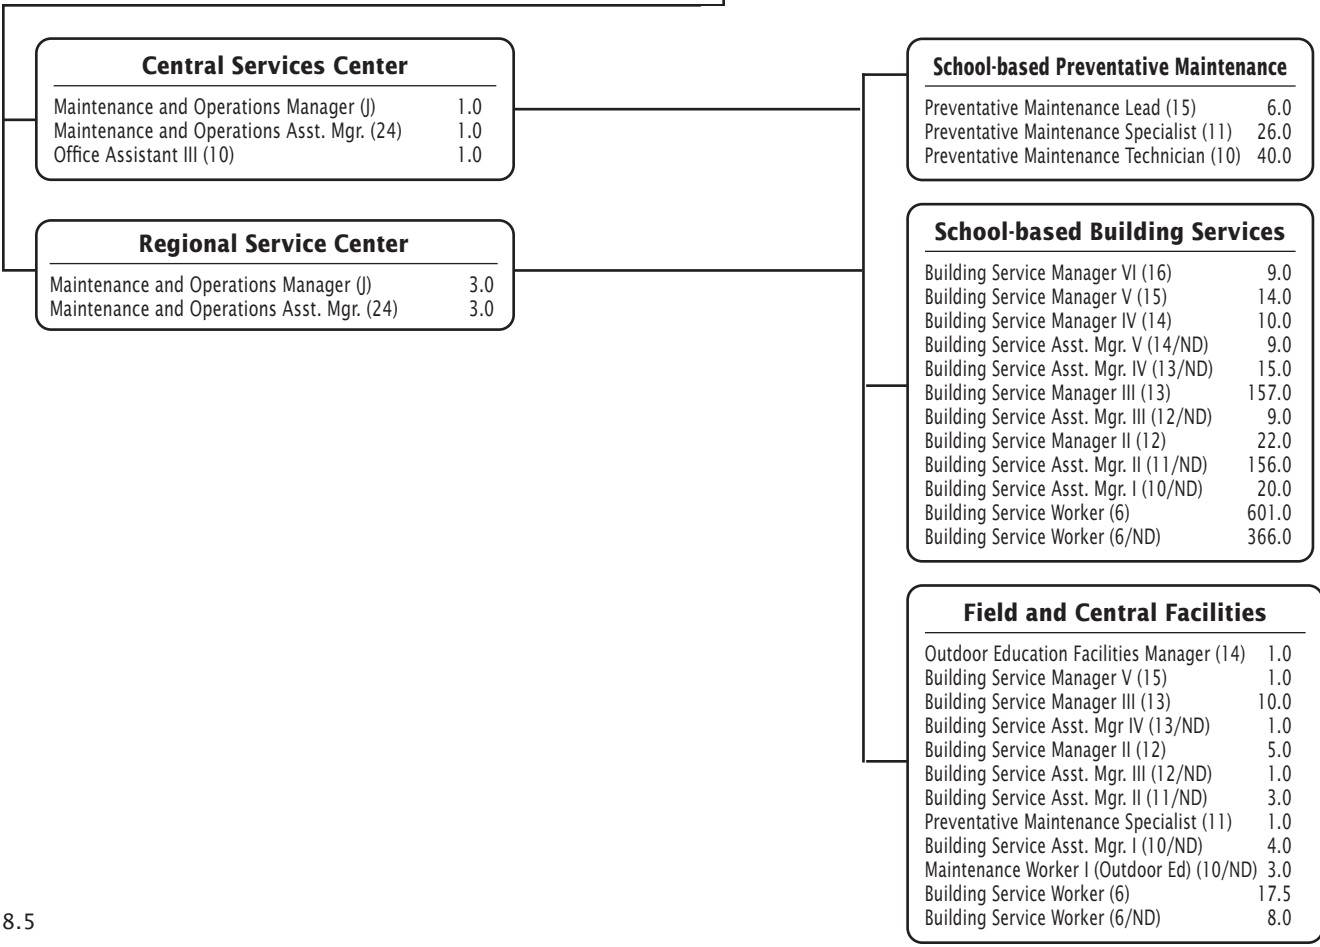 Central Services Center
Maintenance and Operations Manager (J) 1.0
Maintenance and Operations Asst. Mgr. (24) 1.0
Office Assistant III (10) 1.0
Regional Service Center
Maintenance and Operations Manager (J) 3.0
Maintenance and Operations Asst. Mgr. (24) 3.0
School-based Preventative Maintenance
Preventative Maintenance Lead (15) 6.0
Preventative Maintenance Specialist (11) 26.0
Preventative Maintenance Technician (10) 40.0
School-based Building Services
Building Service Manager VI (16) 9.0
Building Service Manager V (15) 14.0
Building Service Manager IV (14) 10.0
Building Service Asst. Mgr. V (14/ND) 9.0
Building Service Asst. Mgr. IV (13/ND) 15.0
Building Service Manager III (13) 157.0
Building Service Asst. Mgr. III (12/ND) 9.0
Building Service Manager II (12) 22.0
Building Service Asst. Mgr. II (11/ND) 156.0
Building Service Asst. Mgr. I (10/ND) 20.0
Building Service Worker (6) 601.0
Building Service Worker (6/ND) 366.0
Field and Central Facilities
Outdoor Education Facilities Manager (14) 1.0
Building Service Manager V (15) 1.0
Building Service Manager III (13) 10.0
Building Service Asst. Mgr IV (13/ND) 1.0
Building Service Manager II (12) 5.0
Building Service Asst. Mgr. III (12/ND) 1.0
Building Service Asst. Mgr. II (11/ND) 3.0
Preventative Maintenance Specialist (11) 1.0
Building Service Asst. Mgr. I (10/ND) 4.0
Maintenance Worker I (Outdoor Ed) (10/ND) 3.0
Building Service Worker (6) 17.5
Building Service Worker (6/ND) 8.0
8.5